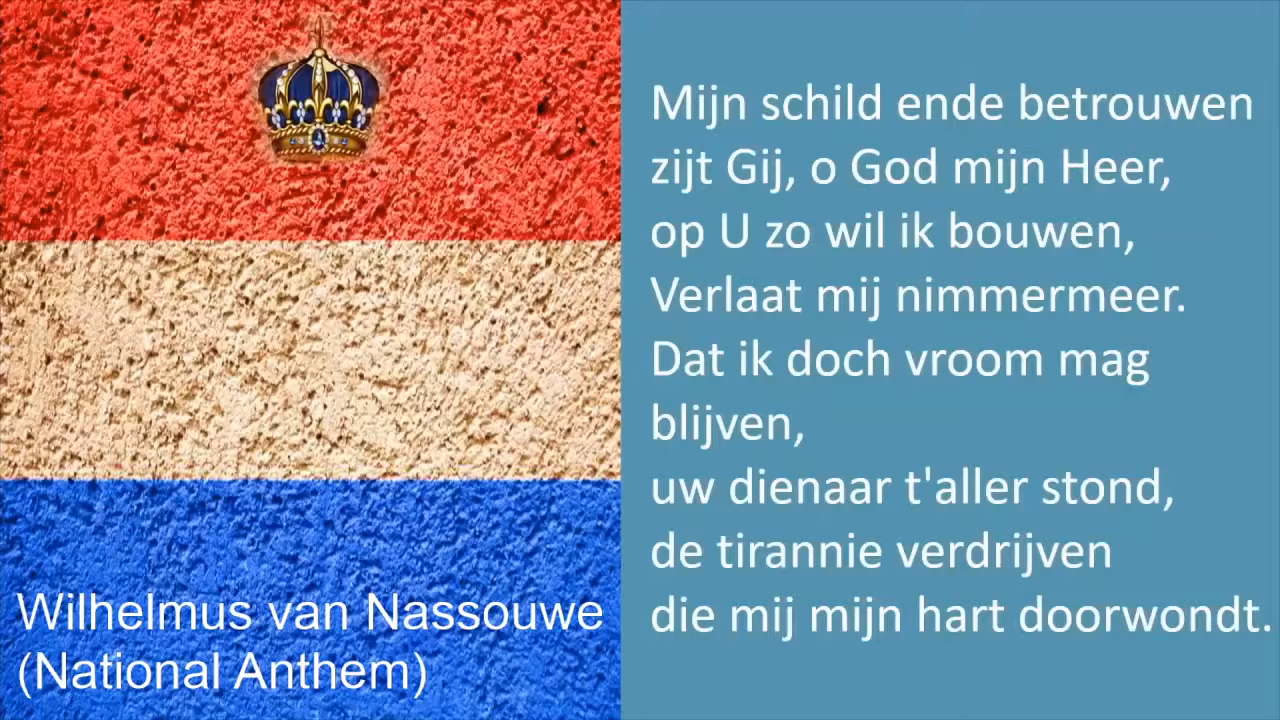 Mijn schild ende betrouwen
zijt Gij, o God mijn Heer,
op U zo wil ik bouwen,
Verlaat mij nimmermeer.
Dat ik doch vroom mag
blijven,
uw dienaar t'aller stond,
de tirannie verdrijven
die mij mijn hart doorwondt.
Wilhelmus van Nassouwe
(National Anthem)